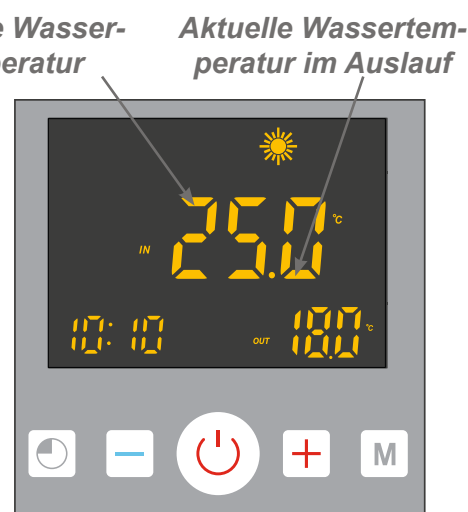 Wasser-
eratur
Aktuelle Wassertem-
peratur im Auslauf
IN 25.0 °C
10:10
OUT 18.0 °C
M